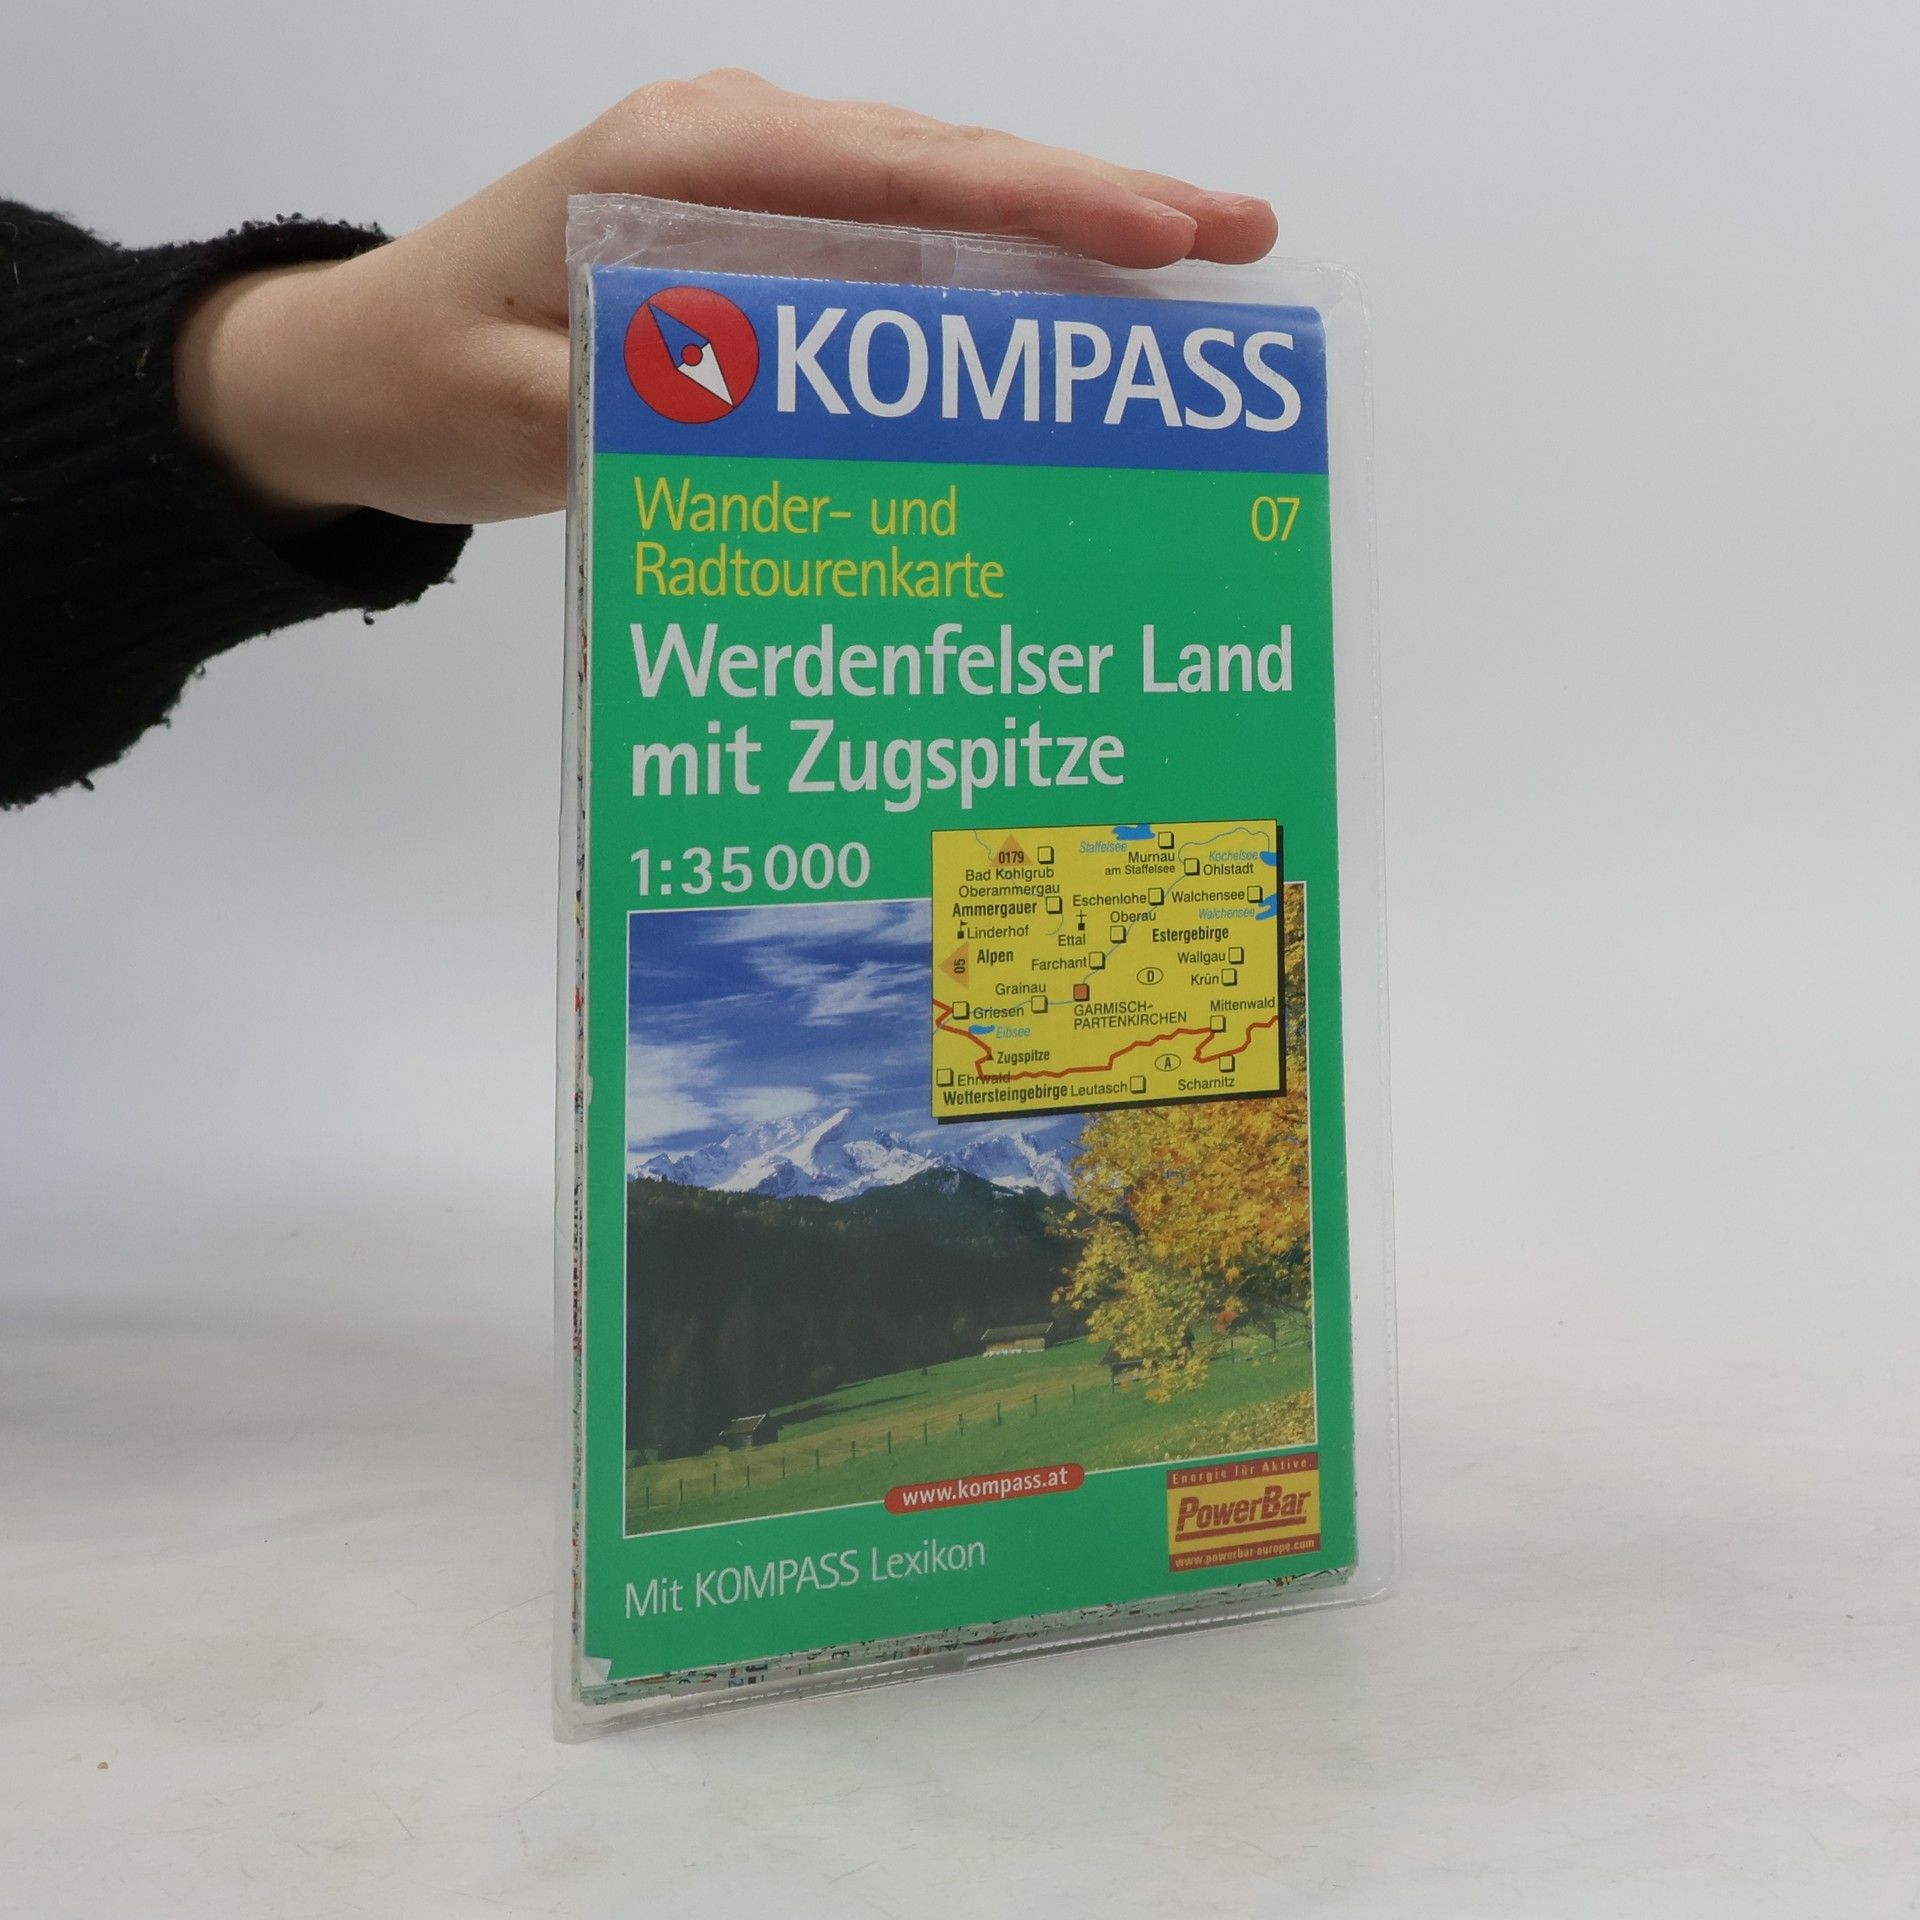 KOMPASS
Wander- und
07
Radtourenkarte
Werdenfelser Land
mit Zugspitze
1:35 000
0179
Bad Kohlgrub
Oberammergau
Staffelsee
Murnau
am Staffelsee
Kochelsee
Ohlstadt
Ammergauer
Eschenlohe
Walchensee
Walchensee
Linderhof
Ettal
Oberau
Estergebirge
05
Alpen
Farchant
Wallgau
D
Krün
Grainau
Griesen
GARMISCH-
PARTENKIRCHEN
Mittenwald
Eibsee
Zugspitze
A
Ehrwald
Scharnitz
Wettersteingebirge
Leutasch
www.kompass.at
Energie für Aktive.
PowerBar
www.powerbar-europe.com
Mit KOMPASS Lexikon